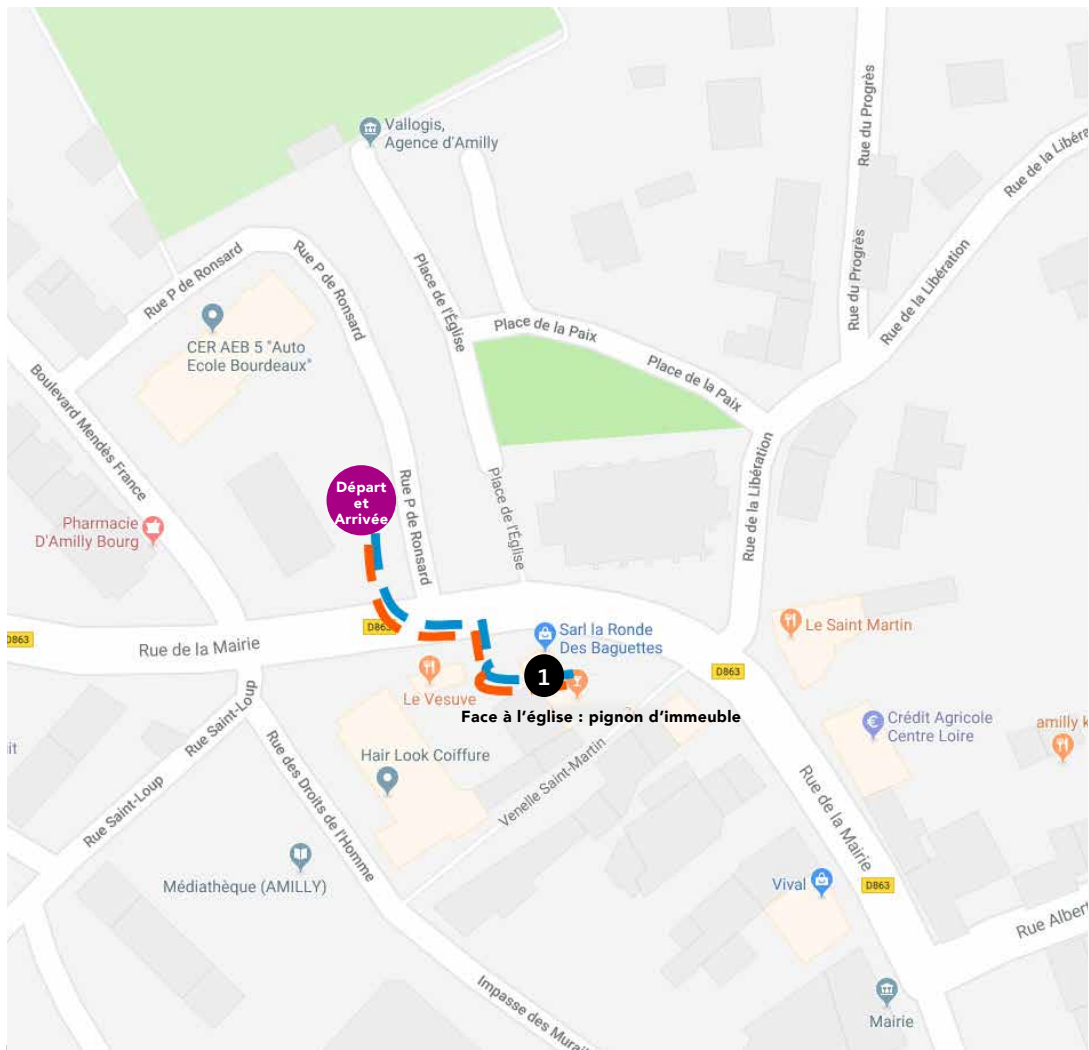 Vallogis,
Agence d'Amilly
Rue du Progrès
Rue de la Libéra
Rue P de Ronsard
Rue P de Ronsard
Place de l'Église
Rue du Progrès
Rue de la Libération
Place de la Paix
CER AEB 5 "Auto
Ecole Bourdeaux"
Place de la Paix
Boulevard Mendès France
Rue de la Libération
Départ
et
Arrivée
Rue P de Ronsard
Place de l'Église
Pharmacie
D'Amilly Bourg
D863
D863
Rue de la Mairie
Sarl la Ronde
Des Baguettes
Le Saint Martin
D863
1
Le Vesuve
Face à l'église : pignon d'immeuble
Crédit Agricole
Centre Loire
amilly k
it
Rue Saint-Loup
Hair Look Coiffure
Rue des Droits de l'Homme
Venelle Saint-Martin
Rue de la Mairie
Rue Saint-Loup
Médiathèque (AMILLY)
Vival
D863
Rue Albert
Impasse des Murail
Mairie